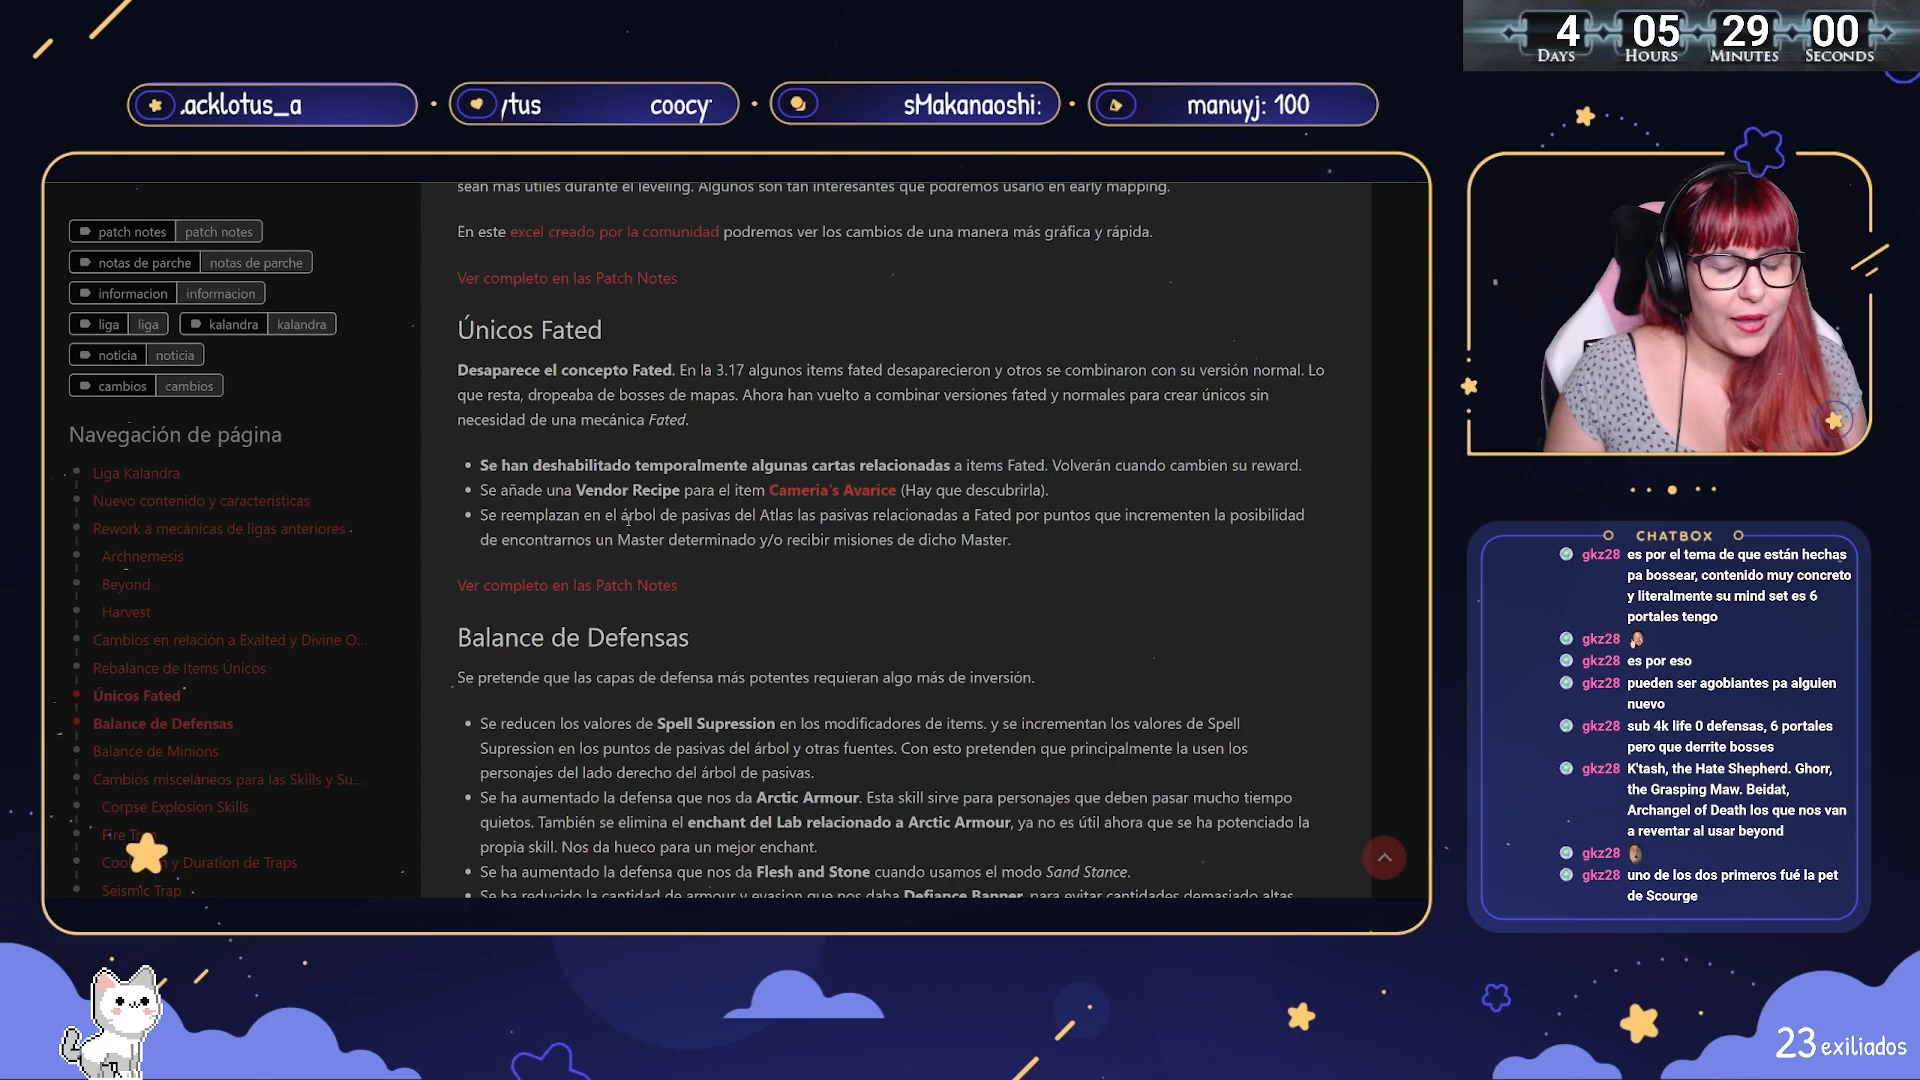 4 05 29 00
DAYS HOURS MINUTES SECONDS
.acklotus_a
/tus coocy
sMakanaoshi:
manuyj: 100
sean más útiles durante el leveling. Algunos son tan interesantes que podremos usarlo en early mapping.
En este excel creado por la comunidad podremos ver los cambios de una manera más gráfica y rápida.
Ver completo en las Patch Notes
Únicos Fated
Desaparece el concepto Fated. En la 3.17 algunos items fated desaparecieron y otros se combinaron con su versión normal. Lo
que resta, dropeaba de bosses de mapas. Ahora han vuelto a combinar versiones fated y normales para crear únicos sin
necesidad de una mecánica Fated.
Se han deshabilitado temporalmente algunas cartas relacionadas a items Fated. Volverán cuando cambien su reward.
Se añade una Vendor Recipe para el item Cameria's Avarice (Hay que descubrirla).
Se reemplazan en el árbol de pasivas del Atlas las pasivas relacionadas a Fated por puntos que incrementen la posibilidad
de encontrarnos un Master determinado y/o recibir misiones de dicho Master.
Ver completo en las Patch Notes
Balance de Defensas
Se pretende que las capas de defensa más potentes requieran algo más de inversión.
Se reducen los valores de Spell Supression en los modificadores de items. y se incrementan los valores de Spell
Supression en los puntos de pasivas del árbol y otras fuentes. Con esto pretenden que principalmente la usen los
personajes del lado derecho del árbol de pasivas.
Se ha aumentado la defensa que nos da Arctic Armour. Esta skill sirve para personajes que deben pasar mucho tiempo
quietos. También se elimina el enchant del Lab relacionado a Arctic Armour, ya no es útil ahora que se ha potenciado la
propia skill. Nos da hueco para un mejor enchant.
Se ha aumentado la defensa que nos da Flesh and Stone cuando usamos el modo Sand Stance.
Se ha reducido la cantidad de armour y evasion que nos daba Defiance Banner, para evitar cantidades demasiado altas
patch notes patch notes
notas de parche notas de parche
informacion informacion
liga liga kalandra kalandra
noticia noticia
cambios cambios
Navegación de página
Liga Kalandra
Nuevo contenido y características
Rework a mecánicas de ligas anteriores
Archnemesis
Beyond
Harvest
Cambios en relación a Exalted y Divine O...
Rebalance de Items Únicos
Únicos Fated
Balance de Defensas
Balance de Minions
Cambios misceláneos para las Skills y Su...
Corpse Explosion Skills
Fire
y Duration de Traps
Seismic Trap
CHATBOX
gkz28 es por el tema de que están hechas
pa bossear, contenido muy concreto
y literalmente su mind set es 6
portales tengo
gkz28
gkz28 es por eso
gkz28 pueden ser agobiantes pa alguien
nuevo
gkz28 sub 4k life 0 defensas, 6 portales
pero que derrite bosses
gkz28 K'tash, the Hate Shepherd. Ghorr,
the Grasping Maw. Beidat,
Archangel of Death los que nos van
a reventar al usar beyond
gkz28
gkz28 uno de los dos primeros fué la pet
de Scourge
23 exiliados